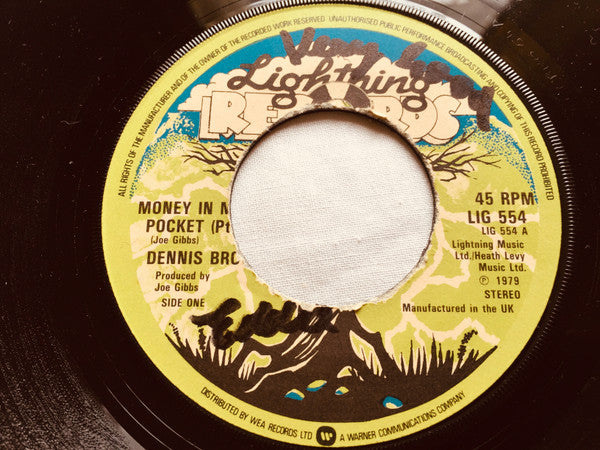 ALL RIGHTS OF THE MANUFACTURER AND OF THE OWNER OF THE RECORDED WORK RESERVED UNAUTHORISED PUBLIC PERFORMANCE BROADCASTING AND COPYING OF THIS RECORD PROHIBITED
Very
Lightning
RECORDS
MONEY IN M
POCKET (Pt
(Joe Gibbs)
DENNIS BRO
Produced by
Joe Gibbs
SIDE ONE
45 RPM
LIG 554
LIG 554 A
Lightning Music
Ltd./Heath Levy
Music Ltd.
Ⓟ 1979
STEREO
Manufactured in the UK
DISTRIBUTED BY WEA RECORDS LTD A WARNER COMMUNICATIONS COMPANY